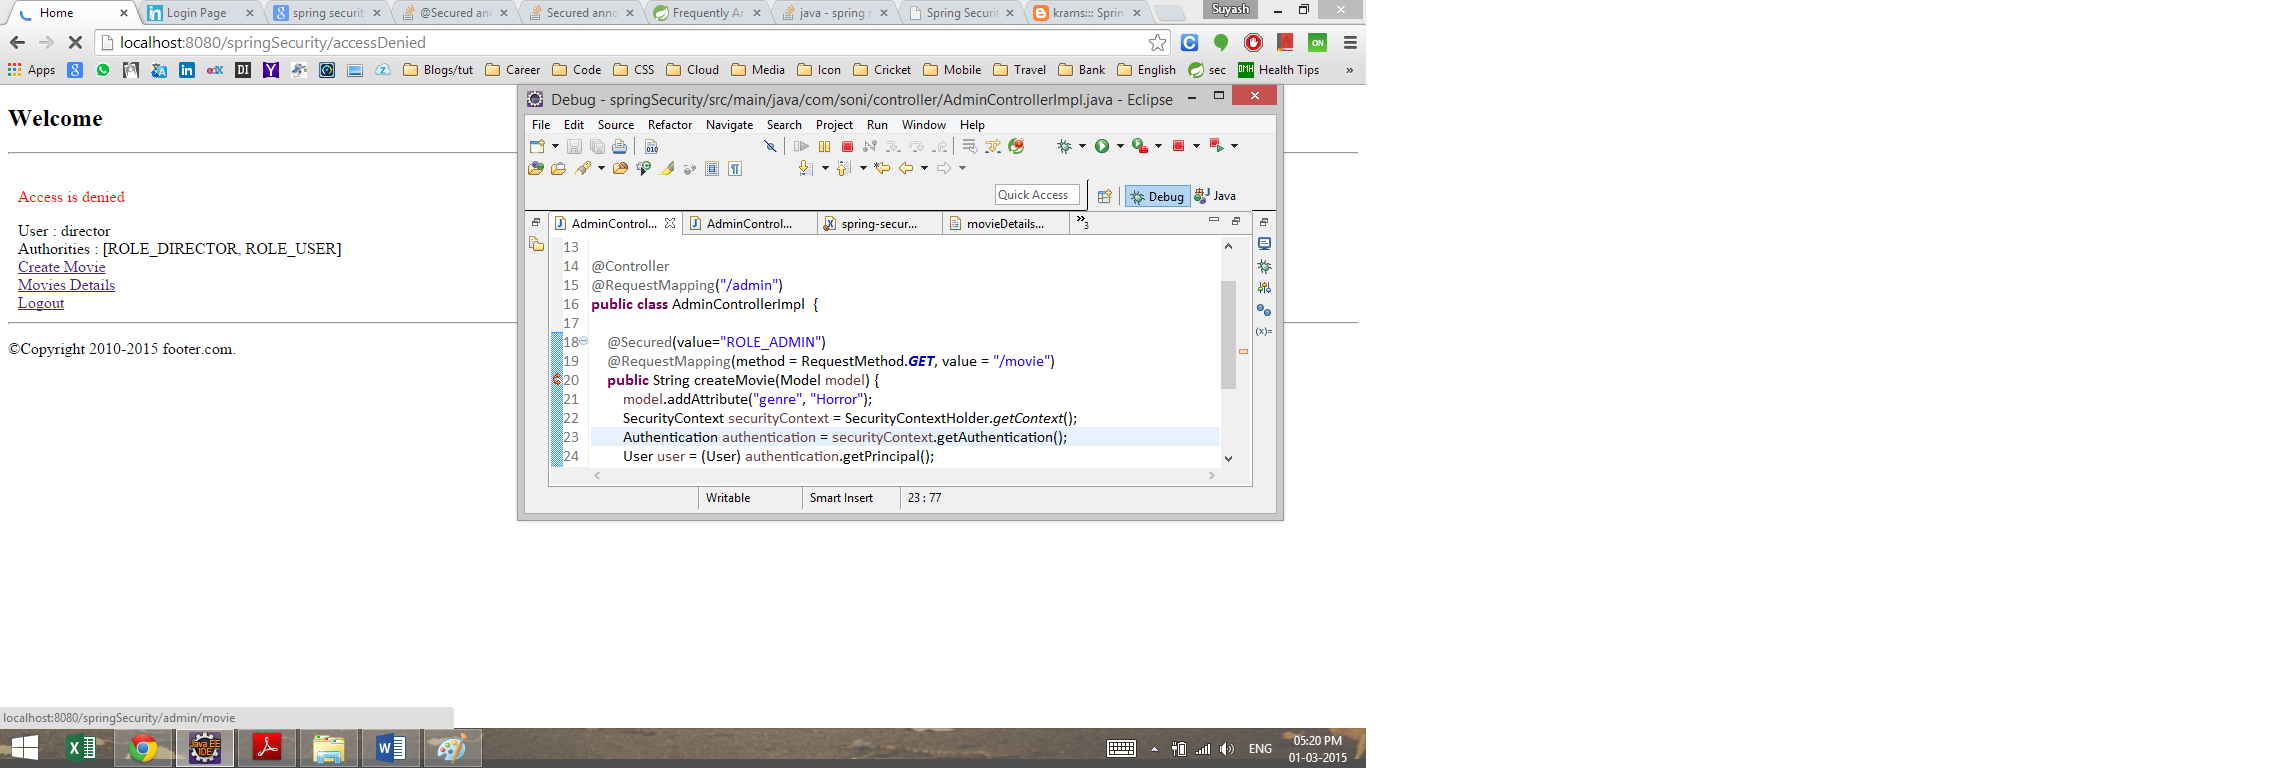 Home
Login Page
spring securit
@Secured ann
Secured anno
Frequently An
java - spring r
Spring Securit
krams::: Sprin
Suyash
localhost:8080/springSecurity/accessDenied
Apps
Blogs/tut
Career
Code
CSS
Cloud
Media
Icon
Cricket
Mobile
Travel
Bank
English
sec
Health Tips
»
Welcome
Access is denied
User : director
Authorities : [ROLE_DIRECTOR, ROLE_USER]
Create Movie
Movies Details
Logout
©Copyright 2010-2015 footer.com.
Debug - springSecurity/src/main/java/com/soni/controller/AdminControllerImpl.java - Eclipse
File Edit Source Refactor Navigate Search Project Run Window Help
Quick Access
Debug
Java
AdminControl...
AdminControl...
spring-secur...
movieDetails...
»3
13
14 @Controller
15 @RequestMapping("/admin")
16 public class AdminControllerImpl {
17
18 @Secured(value="ROLE_ADMIN")
19 @RequestMapping(method = RequestMethod.GET, value = "/movie")
20 public String createMovie(Model model) {
21 model.addAttribute("genre", "Horror");
22 SecurityContext securityContext = SecurityContextHolder.getContext();
23 Authentication authentication = securityContext.getAuthentication();
24 User user = (User) authentication.getPrincipal();
(x)=
Writable
Smart Insert
23 : 77
localhost:8080/springSecurity/admin/movie
Java EE
IDE
ENG
05:20 PM
01-03-2015